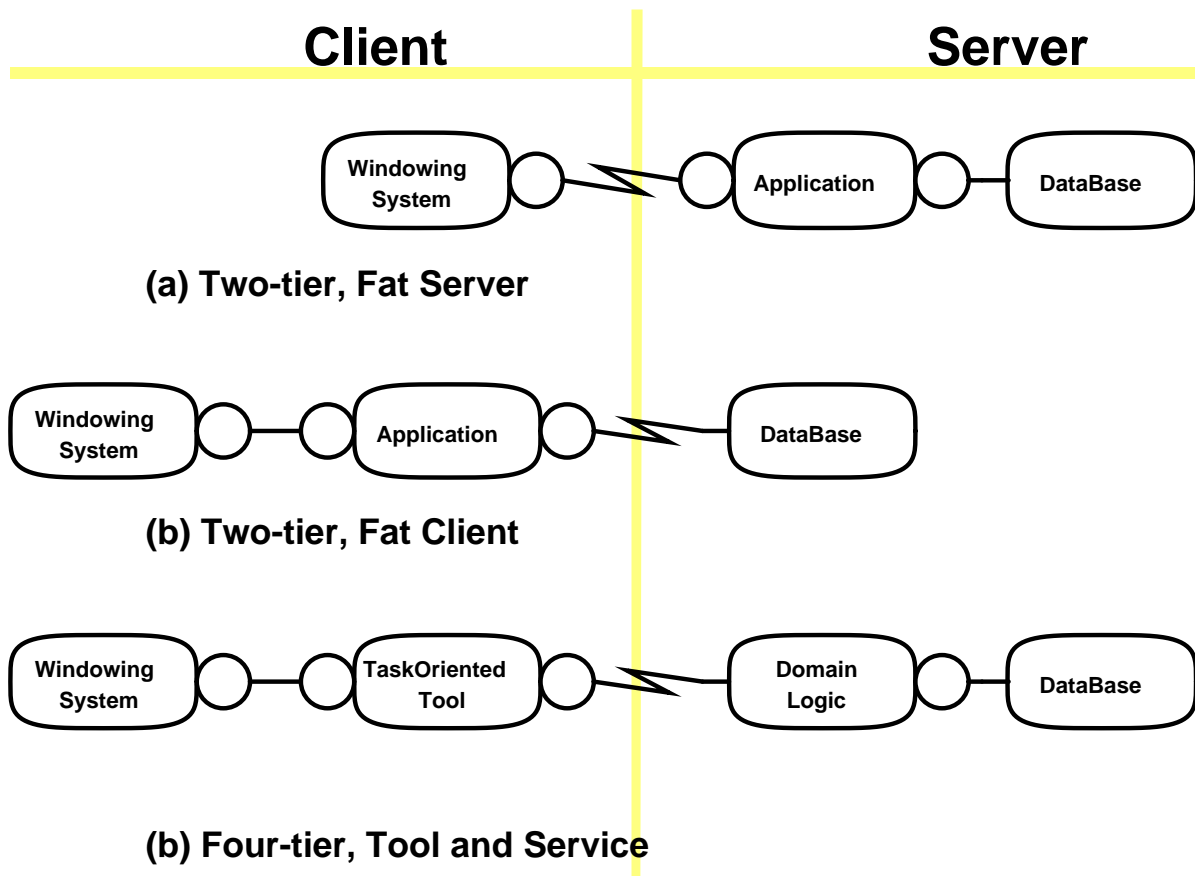 Client
Server
Windowing
System
Application
DataBase
(a) Two-tier, Fat Server
Windowing
System
Application
DataBase
(b) Two-tier, Fat Client
Windowing
System
TaskOriented
Tool
Domain
Logic
DataBase
(b) Four-tier, Tool and Service